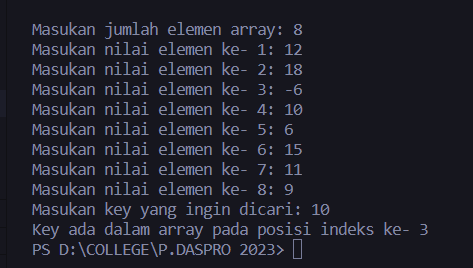 Masukan jumlah elemen array: 8
Masukan nilai elemen ke- 1: 12
Masukan nilai elemen ke- 2: 18
Masukan nilai elemen ke- 3: -6
Masukan nilai elemen ke- 4: 10
Masukan nilai elemen ke- 5: 6
Masukan nilai elemen ke- 6: 15
Masukan nilai elemen ke- 7: 11
Masukan nilai elemen ke- 8: 9
Masukan key yang ingin dicari: 10
Key ada dalam array pada posisi indeks ke- 3
PS D:\COLLEGE\P.DASPRO 2023>